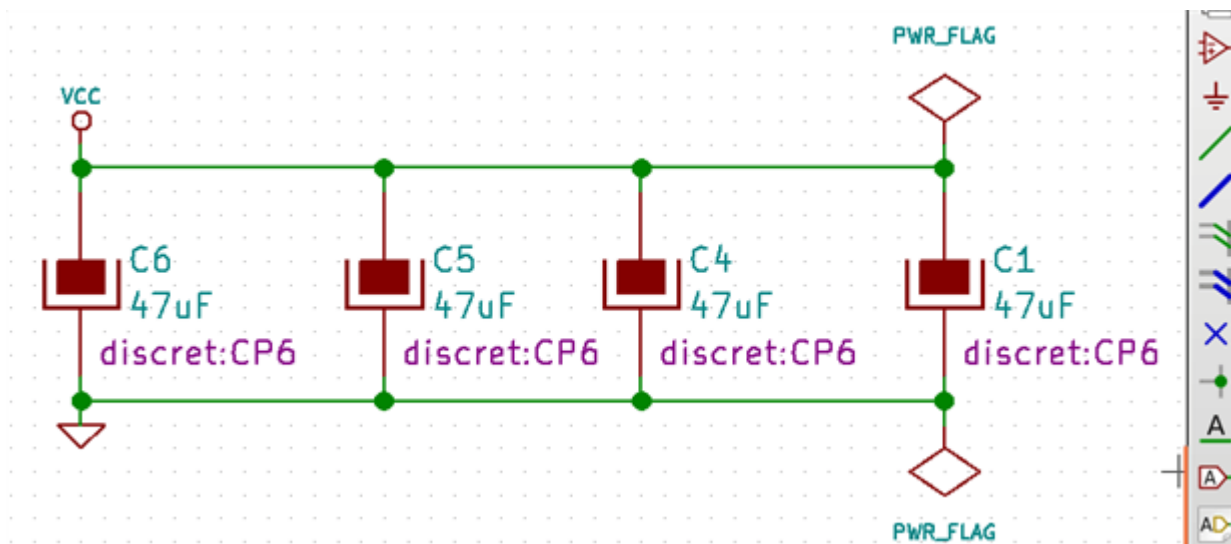 PWR_FLAG
VCC
C6
47uF
discret:CP6
C5
47uF
discret:CP6
C4
47uF
discret:CP6
C1
47uF
discret:CP6
PWR_FLAG
A
A
AD